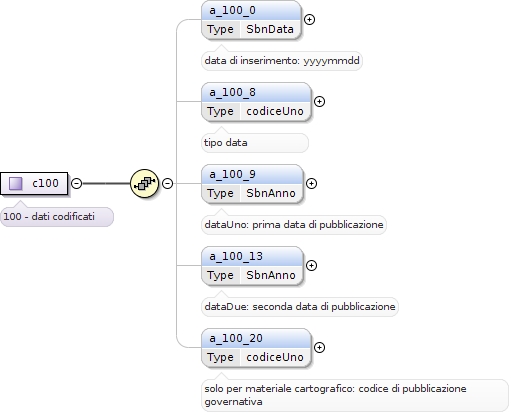 a_100_0
Type SbnData
data di inserimento: yyyymmdd
a_100_8
Type codiceUno
tipo data
c100
100 - dati codificati
a_100_9
Type SbnAnno
dataUno: prima data di pubblicazione
a_100_13
Type SbnAnno
dataDue: seconda data di pubblicazione
a_100_20
Type codiceUno
solo per materiale cartografico: codice di pubblicazione
governativa